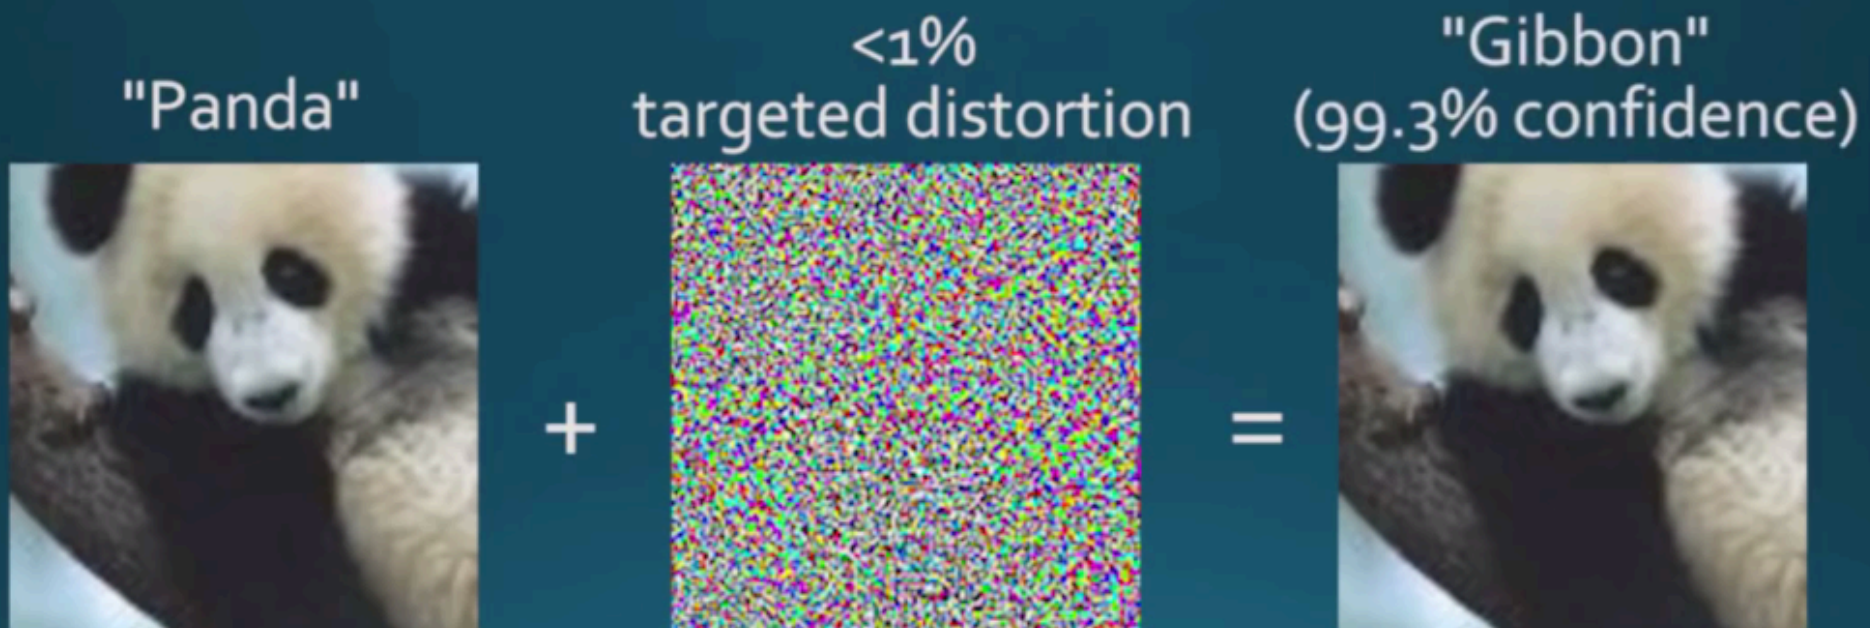 "Panda"
<1%
targeted distortion
"Gibbon"
(99.3% confidence)
+
=